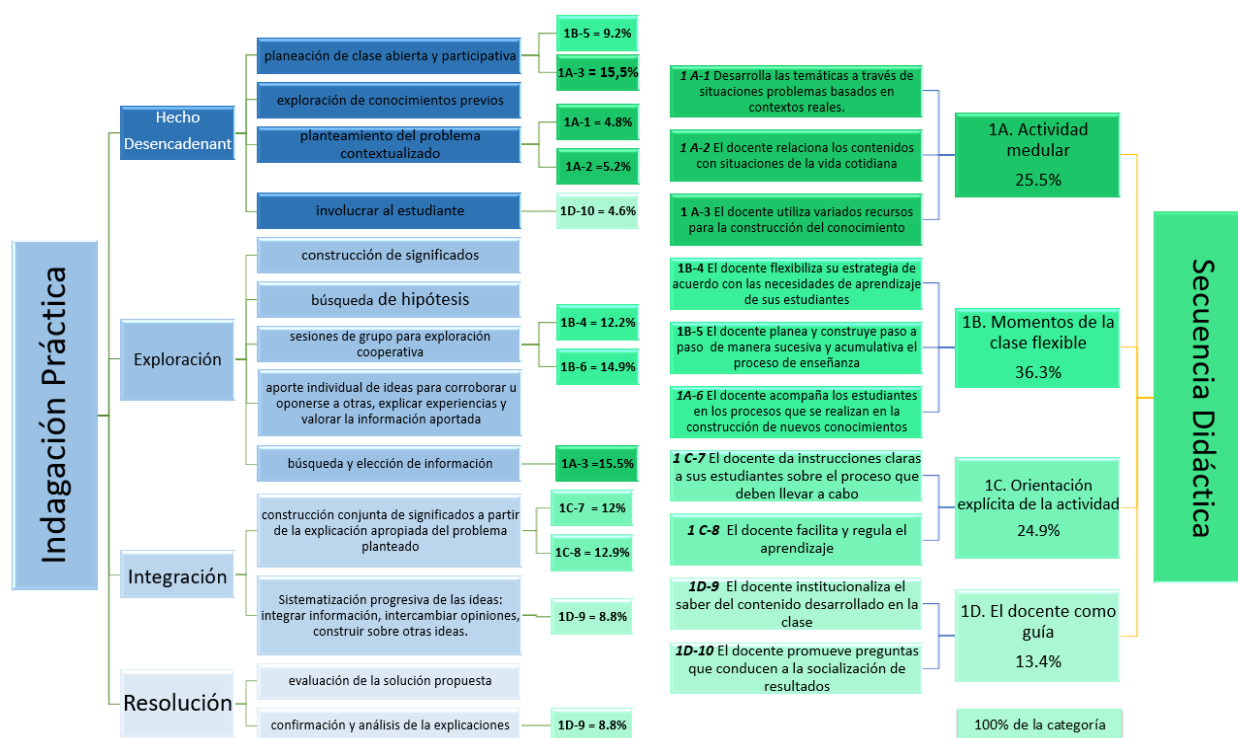 Indagación Práctica
Hecho
Desencadenant
planeación de clase abierta y participativa
1B-5 = 9.2%
1A-3 = 15,5%
exploración de conocimientos previos
planteamiento del problema
contextualizado
1A-1 = 4.8%
1A-2 =5.2%
involucrar al estudiante
1D-10 = 4.6%
Exploración
construcción de significados
búsqueda de hipótesis
sesiones de grupo para exploración
cooperativa
1B-4 = 12.2%
1B-6 = 14.9%
aporte individual de ideas para corroborar u
oponerse a otras, explicar experiencias y
valorar la información aportada
búsqueda y elección de información
1A-3 =15.5%
Integración
construcción conjunta de significados a partir
de la explicación apropiada del problema
planteado
1C-7 = 12%
1C-8 = 12.9%
Sistematización progresiva de las ideas:
integrar información, intercambiar opiniones,
construir sobre otras ideas.
1D-9 = 8.8%
Resolución
evaluación de la solución propuesta
confirmación y análisis de la explicaciones
1D-9 = 8.8%
1 A-1 Desarrolla las temáticas a través de
situaciones problemas basados en
contextos reales.
1 A-2 El docente relaciona los contenidos
con situaciones de la vida cotidiana
1 A-3 El docente utiliza variados recursos
para la construcción del conocimiento
1A. Actividad
medular
25.5%
1B-4 El docente flexibiliza su estrategia de
acuerdo con las necesidades de aprendizaje
de sus estudiantes
1B-5 El docente planea y construye paso a
paso de manera sucesiva y acumulativa el
proceso de enseñanza
1A-6 El docente acompaña los estudiantes
en los procesos que se realizan en la
construcción de nuevos conocimientos
1B. Momentos de la
clase flexible
36.3%
1 C-7 El docente da instrucciones claras
a sus estudiantes sobre el proceso que
deben llevar a cabo
1 C-8 El docente facilita y regula el
aprendizaje
1C. Orientación
explícita de la actividad
24.9%
1D-9 El docente institucionaliza el
saber del contenido desarrollado en la
clase
1D-10 El docente promueve preguntas
que conducen a la socialización de
resultados
1D. El docente como
guía
13.4%
100% de la categoría
Secuencia Didáctica